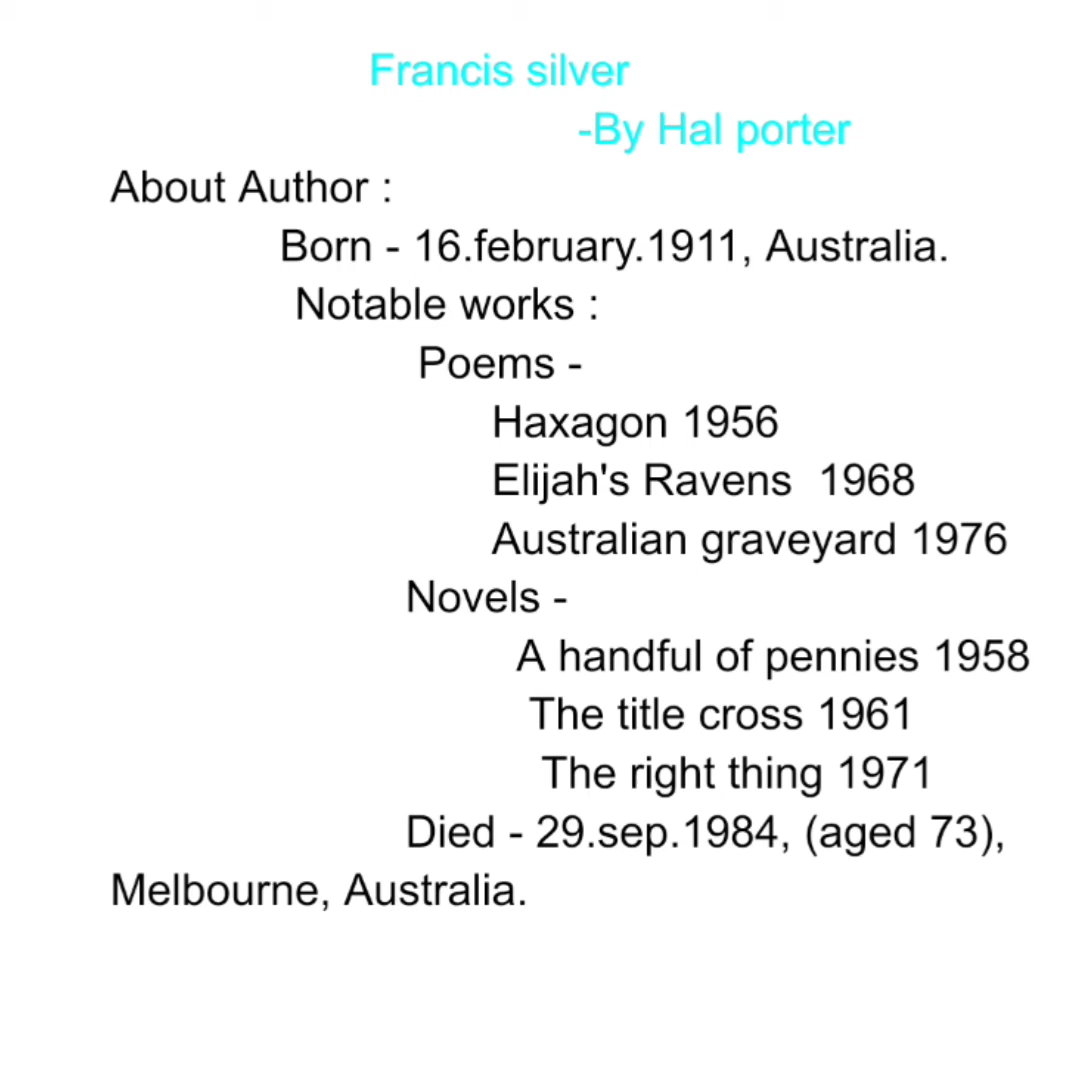 Francis silver
-By Hal porter
About Author :
Born - 16.february.1911, Australia.
Notable works :
Poems -
Haxagon 1956
Elijah's Ravens  1968
Australian graveyard 1976
Novels -
A handful of pennies 1958
The title cross 1961
The right thing 1971
Died - 29.sep.1984, (aged 73),
Melbourne, Australia.